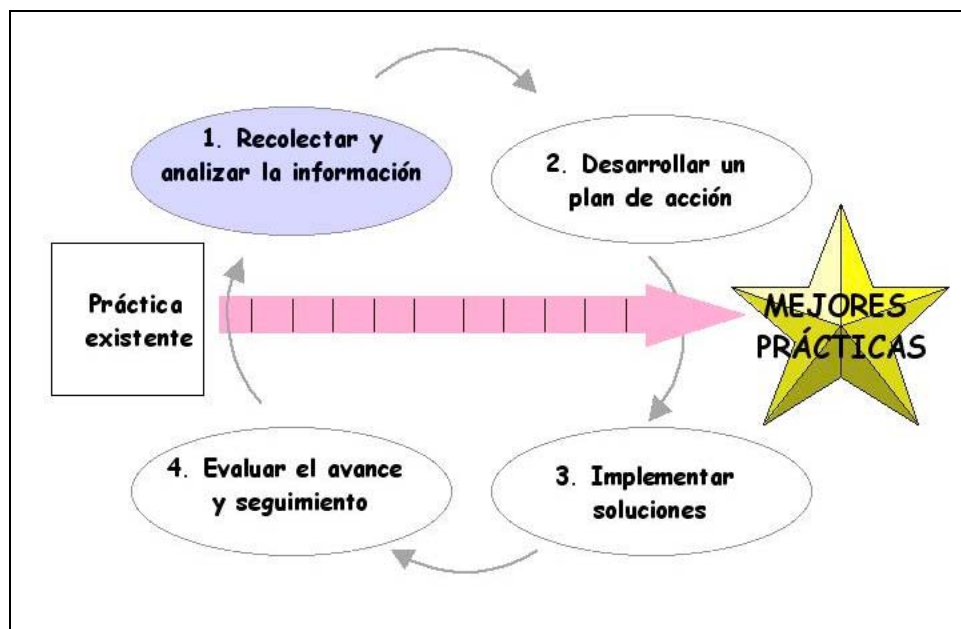 1. Recolectar y
analizar la información
2. Desarrollar un
plan de acción
Práctica
existente
MEJORES
PRÁCTICAS
4. Evaluar el avance
y seguimiento
3. Implementar
soluciones